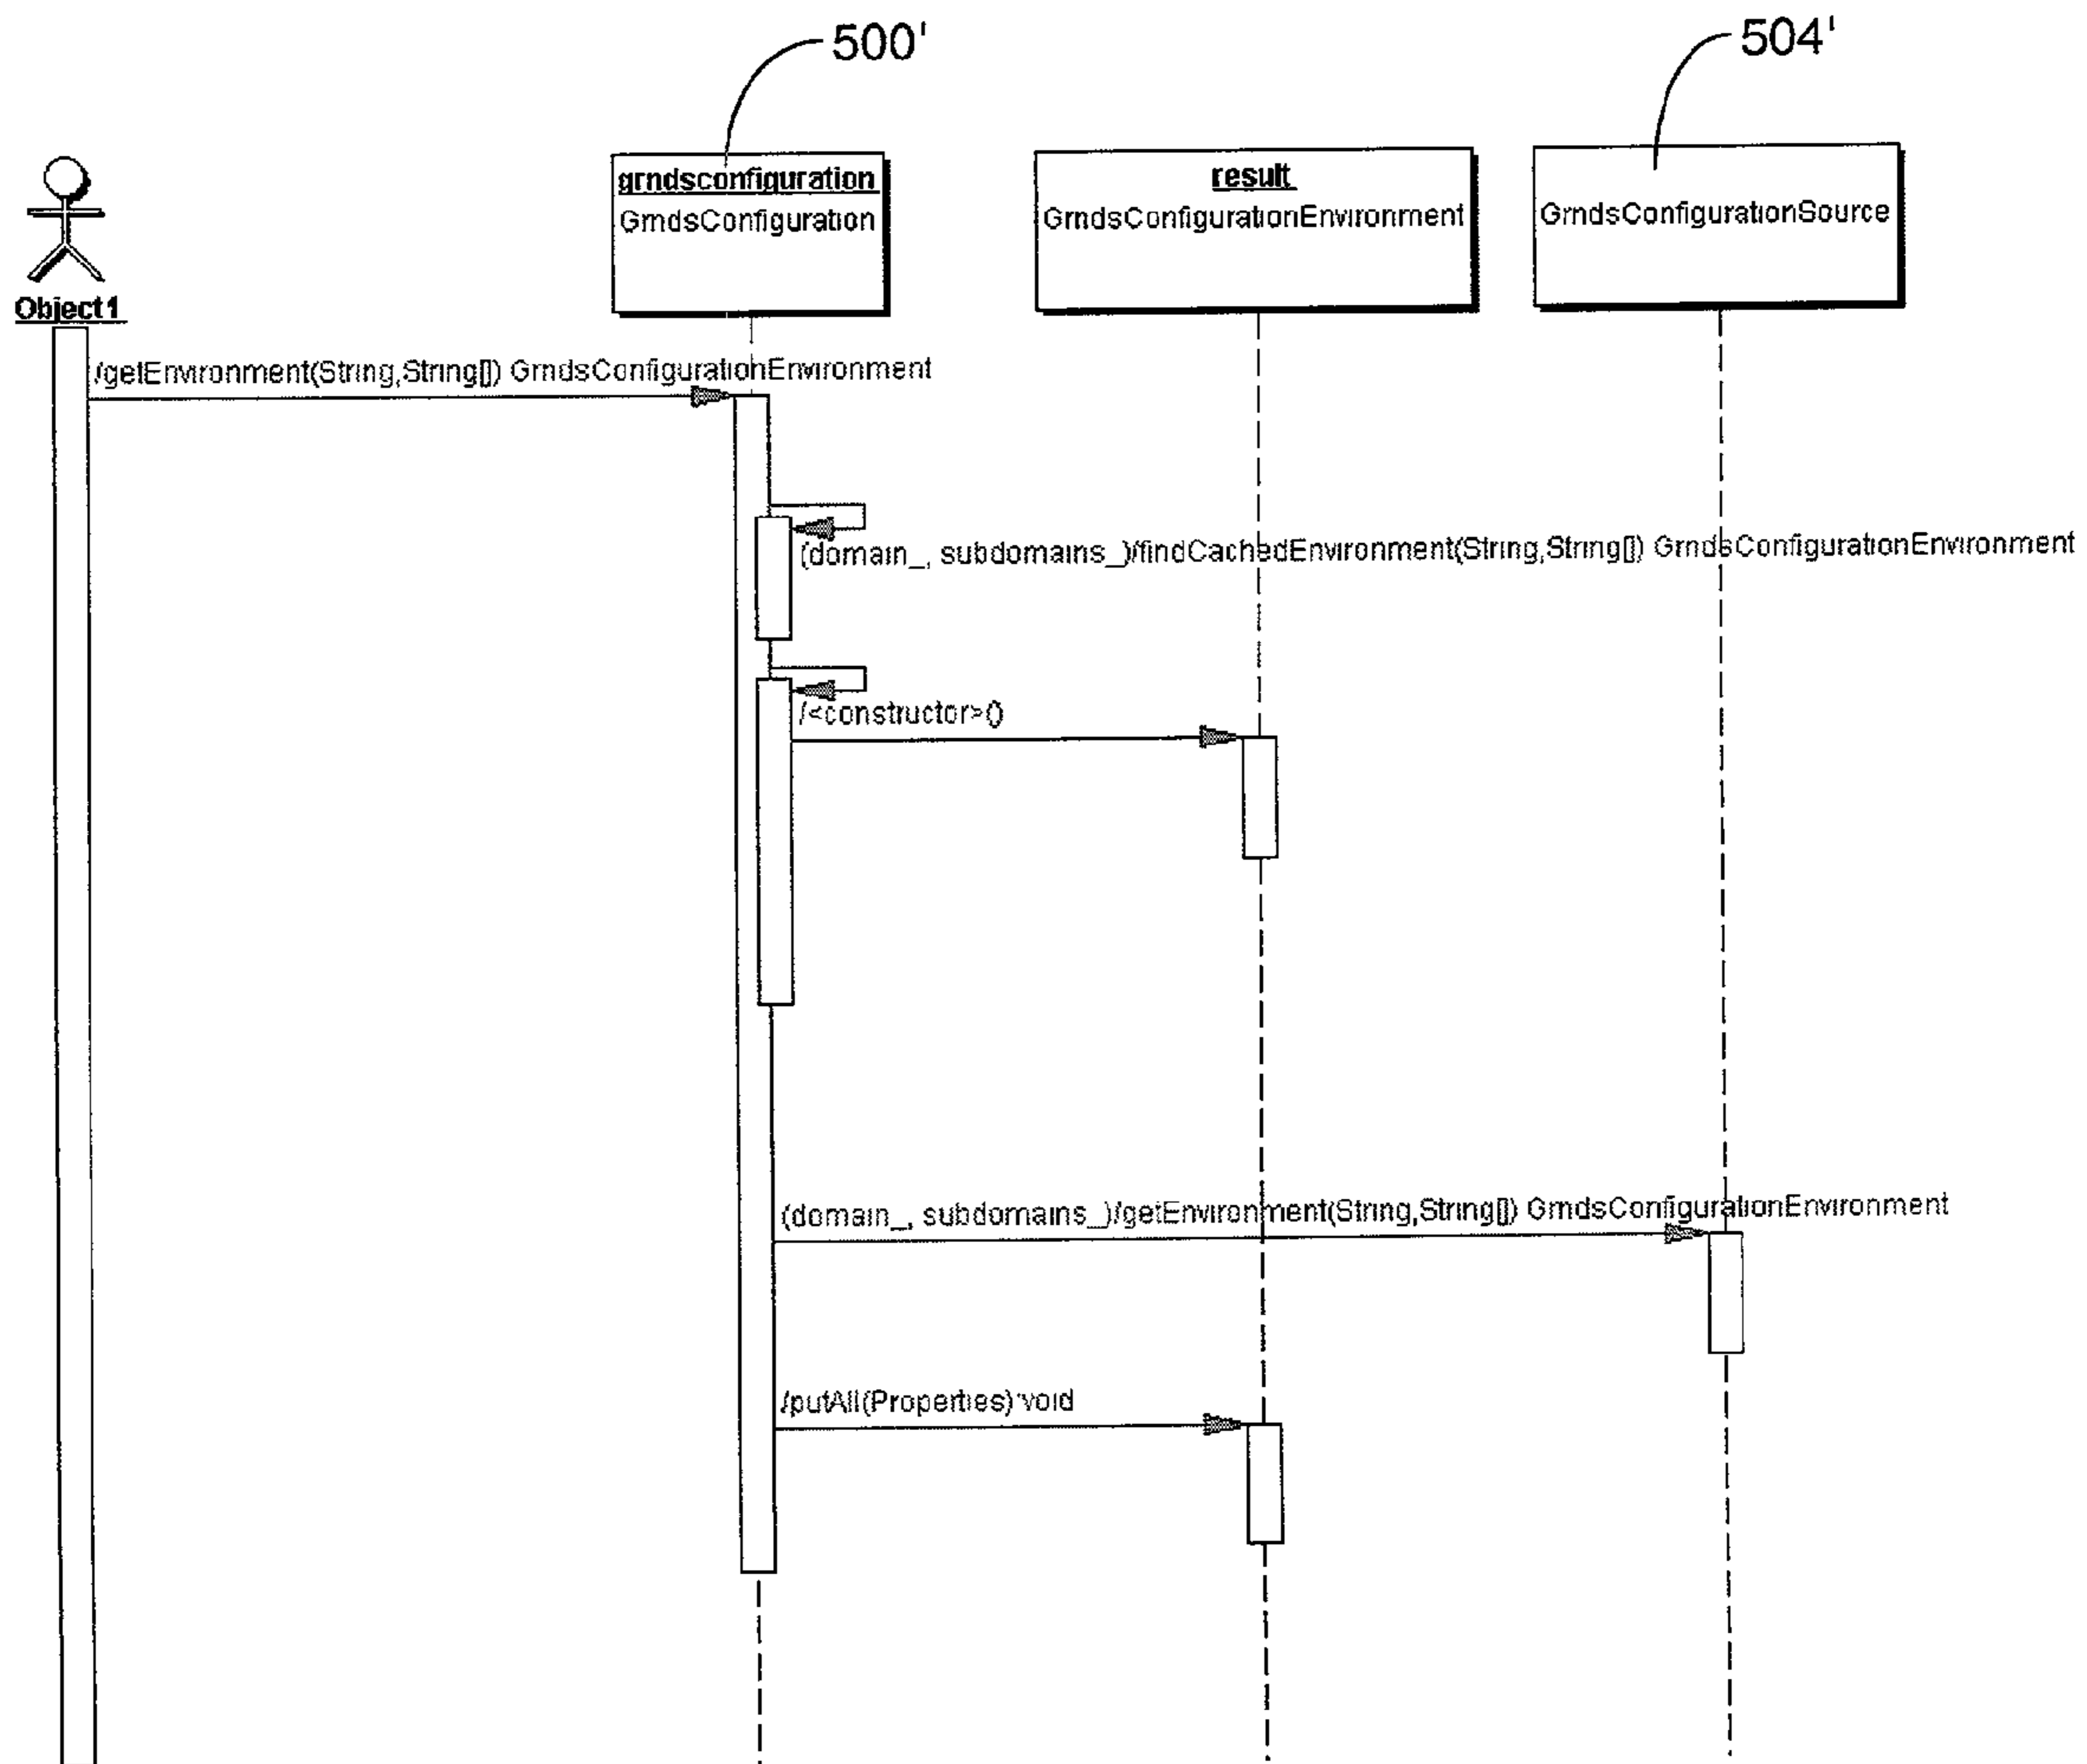 500'
504'
grndsconfiguration
GrndsConfiguration
result
GrndsConfigurationEnvironment
GrndsConfigurationSource
Object1
/getEnvironment(String,String[]) GrndsConfigurationEnvironment
(domain_, subdomains_)/findCachedEnvironment(String,String[]) GrndsConfigurationEnvironment
/<constructor>()
(domain_, subdomains_)/getEnvironment(String,String[]) GrndsConfigurationEnvironment
/putAll(Properties):void